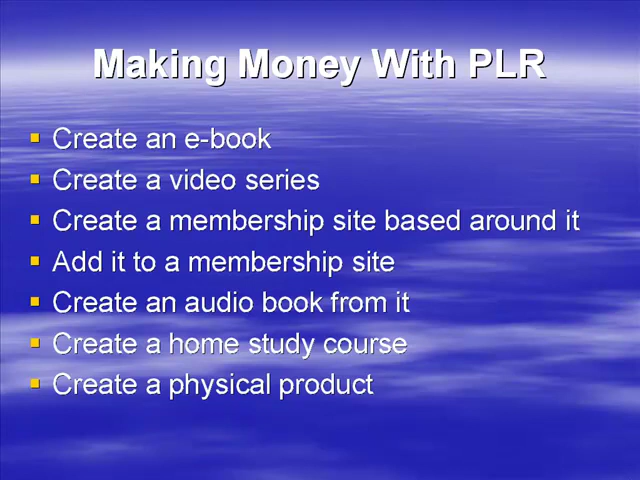 Making Money With PLR
Create an e-book
Create a video series
Create a membership site based around it
Add it to a membership site
Create an audio book from it
Create a home study course
Create a physical product